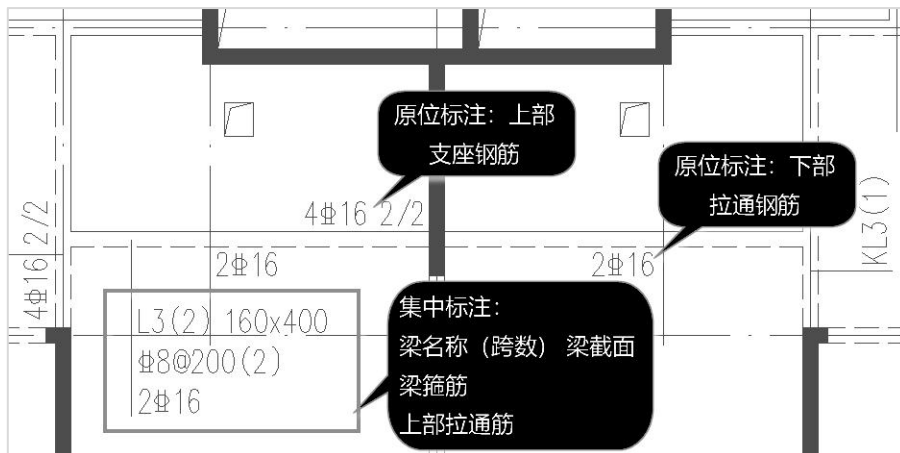 原位标注：上部
支座钢筋
原位标注：下部
拉通钢筋
4⌀16 2/2
4⌀16 2/2
KL3(1)
2⌀16
2⌀16
L3(2) 160x400
⌀8@200(2)
2⌀16
集中标注：
梁名称（跨数） 梁截面
梁箍筋
上部拉通筋